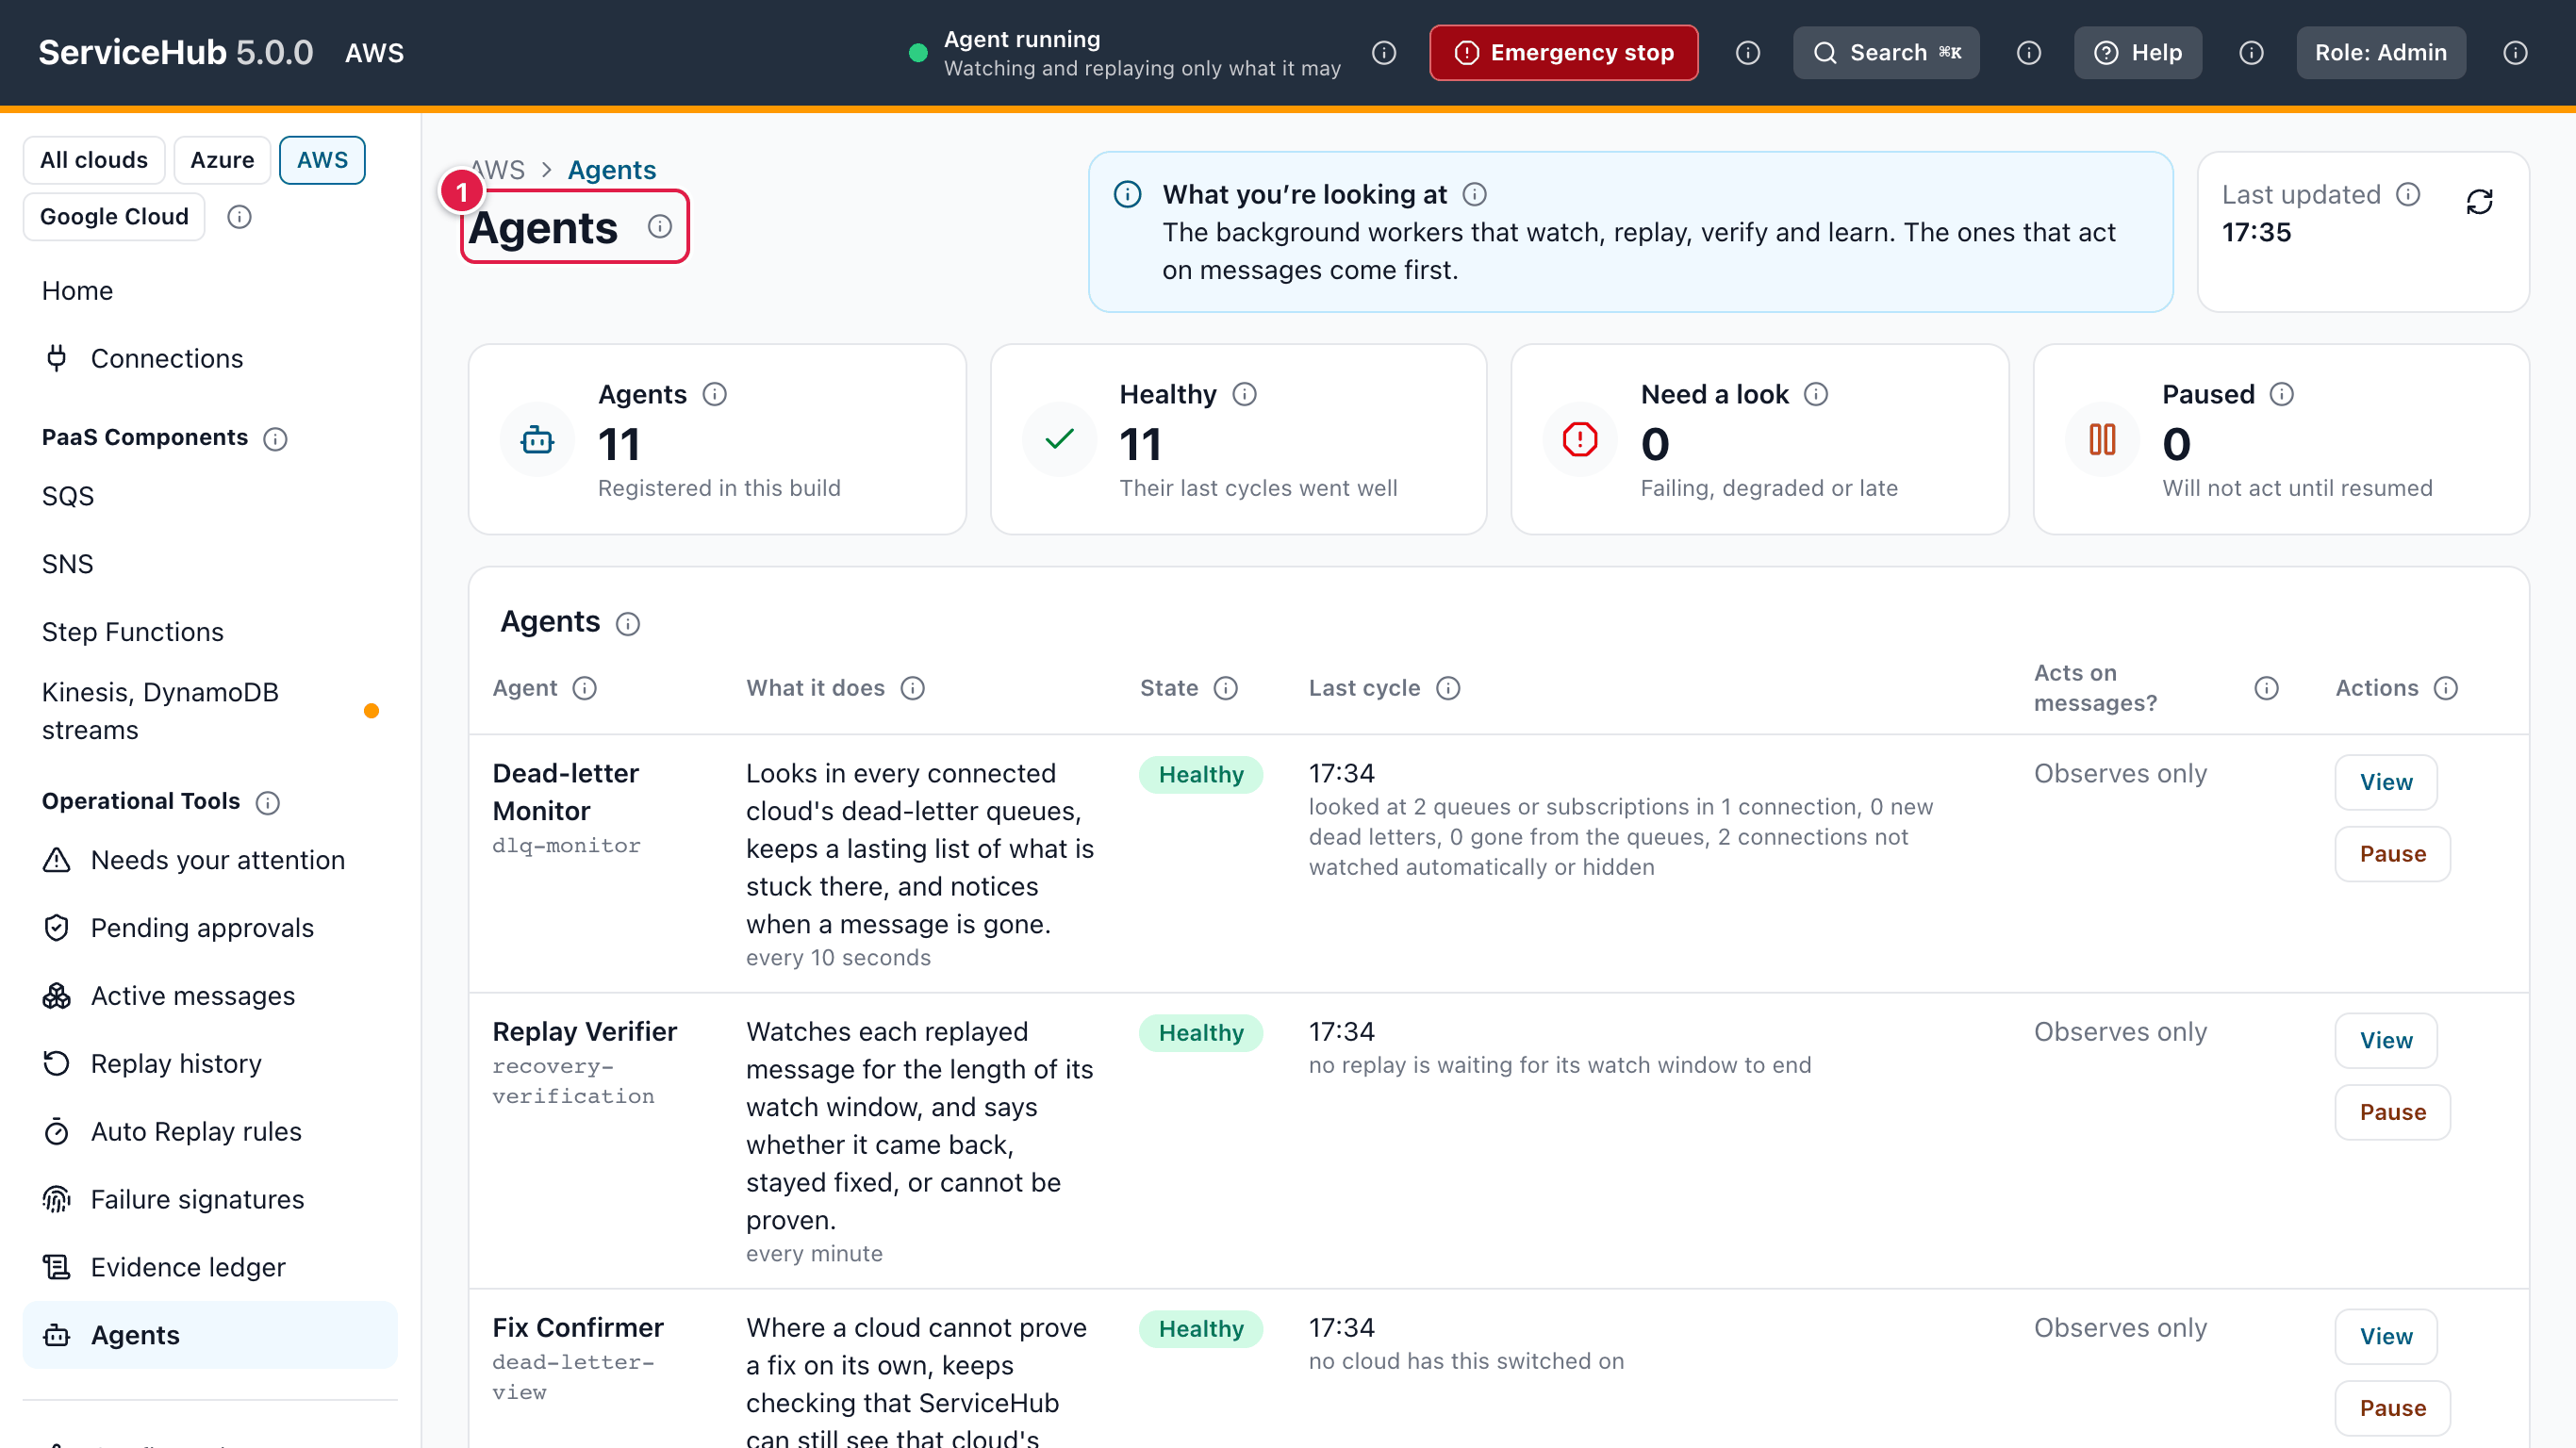 ServiceHub 5.0.0 AWS
Agent running
Watching and replaying only what it may
Emergency stop
Search ⌘K
Help
Role: Admin
All clouds
Azure
AWS
Google Cloud
Home
Connections
PaaS Components
SQS
SNS
Step Functions
Kinesis, DynamoDB
streams
Operational Tools
Needs your attention
Pending approvals
Active messages
Replay history
Auto Replay rules
Failure signatures
Evidence ledger
Agents
AWS > Agents
1
Agents
What you’re looking at
The background workers that watch, replay, verify and learn. The ones that act
on messages come first.
Last updated
17:35
Agents
11
Registered in this build
Healthy
11
Their last cycles went well
Need a look
0
Failing, degraded or late
Paused
0
Will not act until resumed
Agents
Agent
What it does
State
Last cycle
Acts on
messages?
Actions
Dead-letter
Monitor
dlq-monitor
Looks in every connected
cloud's dead-letter queues,
keeps a lasting list of what is
stuck there, and notices
when a message is gone.
every 10 seconds
Healthy
17:34
looked at 2 queues or subscriptions in 1 connection, 0 new
dead letters, 0 gone from the queues, 2 connections not
watched automatically or hidden
Observes only
View
Pause
Replay Verifier
recovery-
verification
Watches each replayed
message for the length of its
watch window, and says
whether it came back,
stayed fixed, or cannot be
proven.
every minute
Healthy
17:34
no replay is waiting for its watch window to end
Observes only
View
Pause
Fix Confirmer
dead-letter-
view
Where a cloud cannot prove
a fix on its own, keeps
checking that ServiceHub
can still see that cloud's
Healthy
17:34
no cloud has this switched on
Observes only
View
Pause